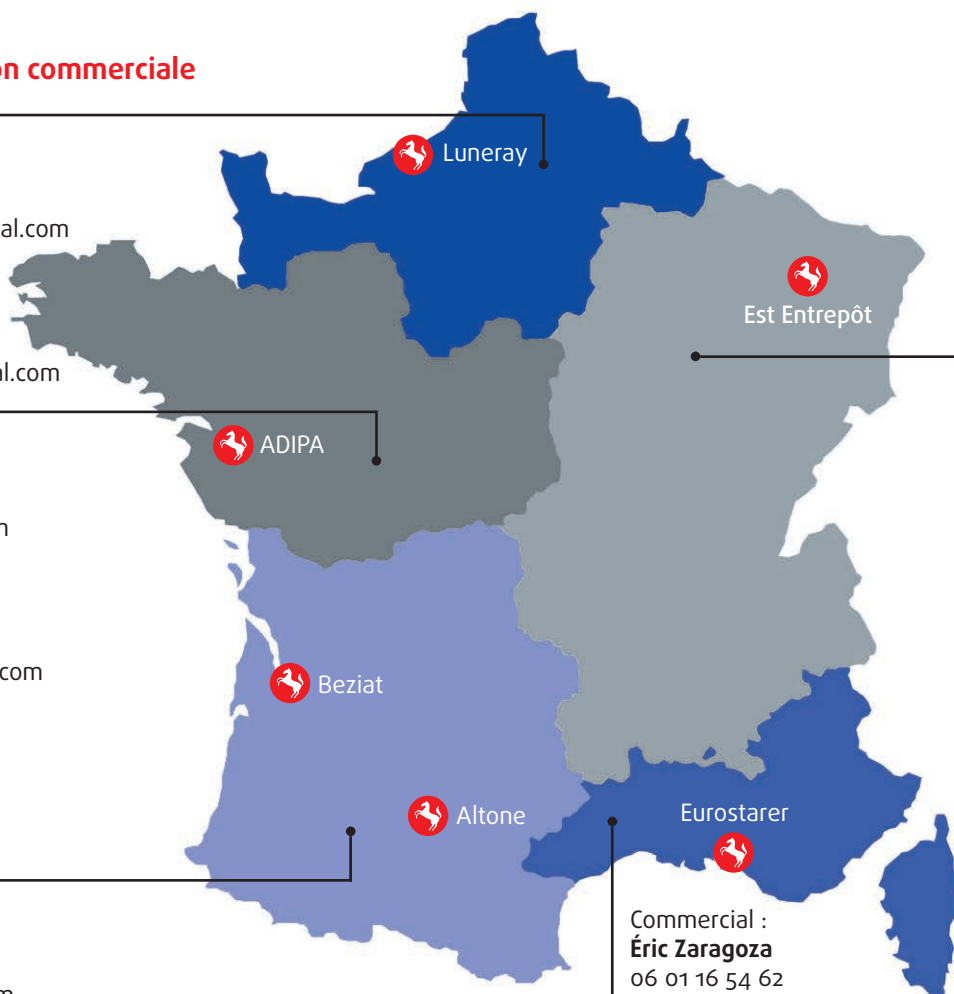 on commerciale
Luneray
al.com
Est Entrepôt
al.com
ADIPA
n
com
Beziat
Altone
Eurostarer
Commercial :
Éric Zaragoza
06 01 16 54 62
m